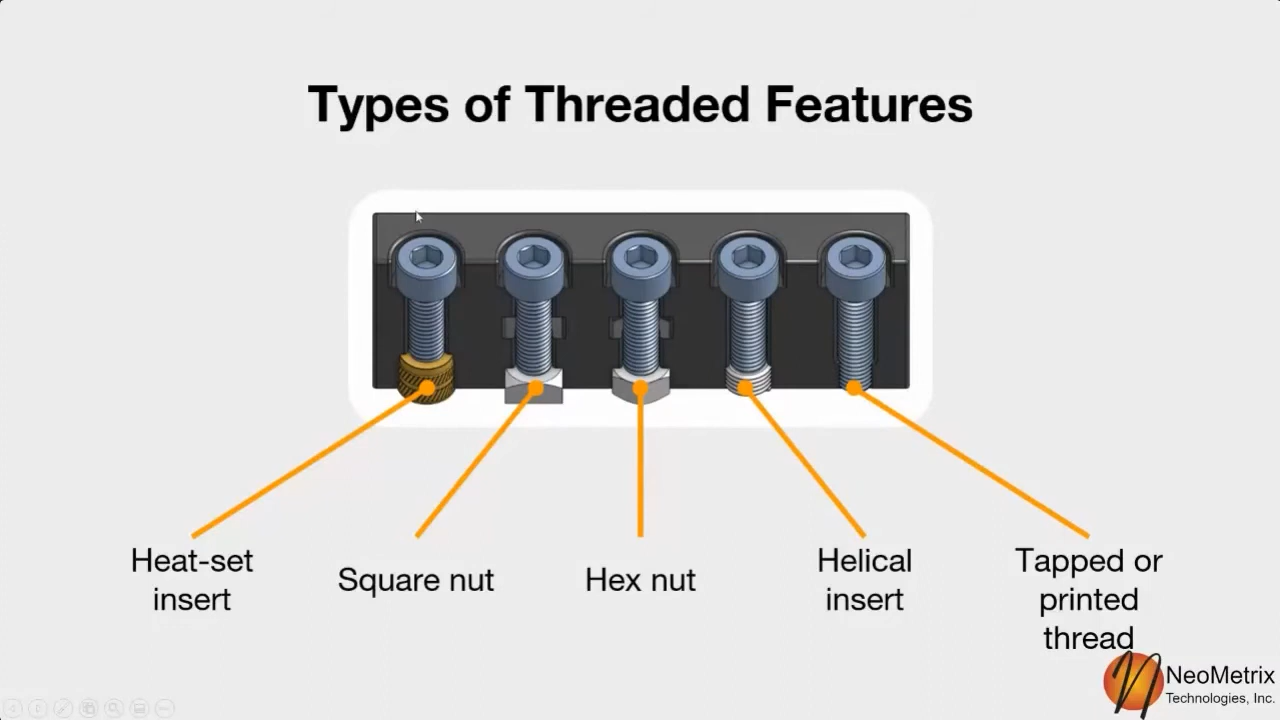 Types of Threaded Features
Heat-set
insert
Square nut
Hex nut
Helical
insert
Tapped or
printed
thread
NeoMetrix
Technologies, Inc.